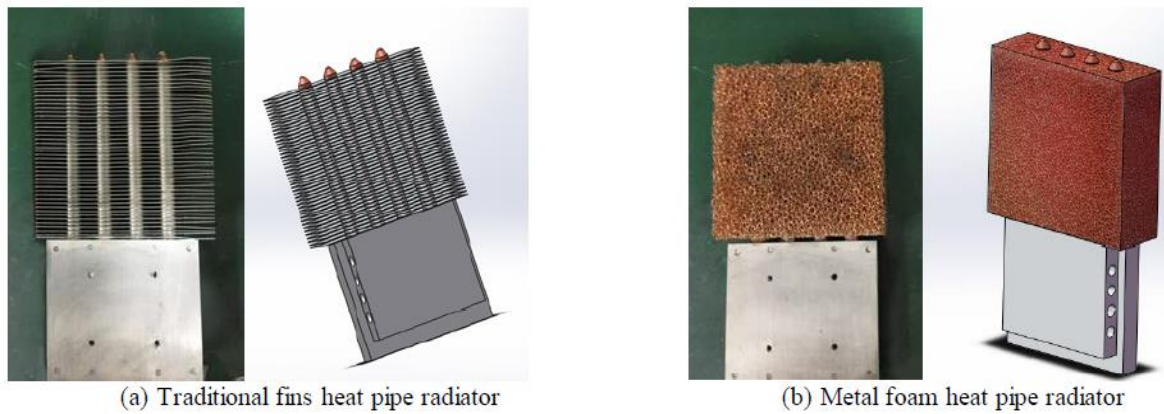 (a) Traditional fins heat pipe radiator
(b) Metal foam heat pipe radiator